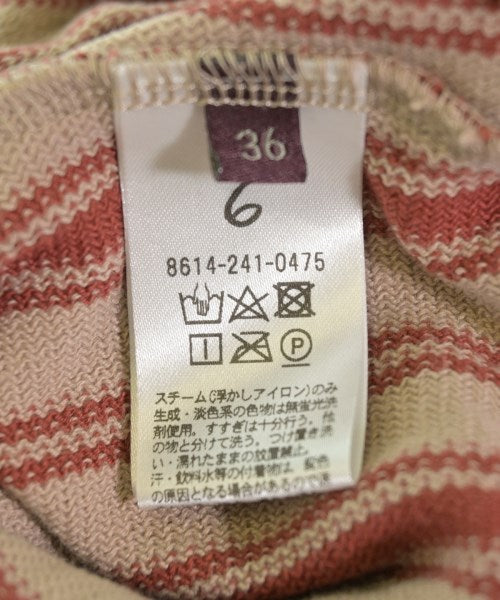 36
6
8614-241-0475
スチーム(浮かしアイロン)のみ
生成・淡色系の色物は無蛍光洗
剤使用。すすぎは十分行う。他
の物と分けて洗う。つけ置き洗
い・濡れたままの放置禁止。
汗・飲料水等の付着物は、変色
の原因となる場合があるので速